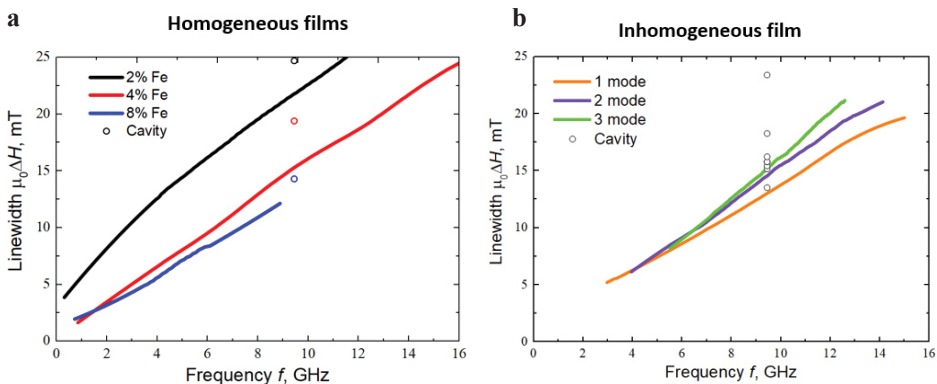 a
Homogeneous films
25
20
15
10
5
0
Linewidth μ₀ΔH, mT
2% Fe
4% Fe
8% Fe
Cavity
0 2 4 6 8 10 12 14 16
Frequency f, GHz
b
Inhomogeneous film
25
20
15
10
5
0
Linewidth μ₀ΔH, mT
1 mode
2 mode
3 mode
Cavity
0 2 4 6 8 10 12 14 16
Frequency f, GHz